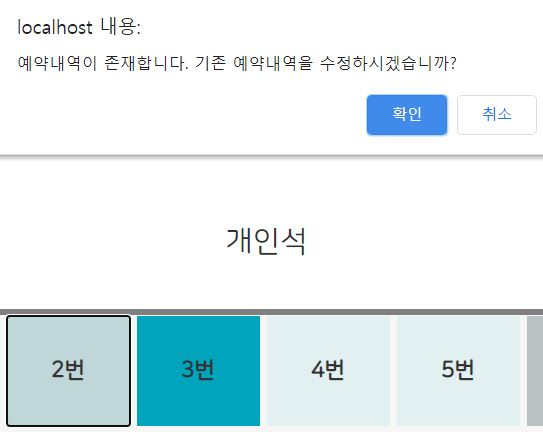 localhost 내용:
예약내역이 존재합니다. 기존 예약내역을 수정하시겠습니까?
확인 취소
개인석
2번 3번 4번 5번